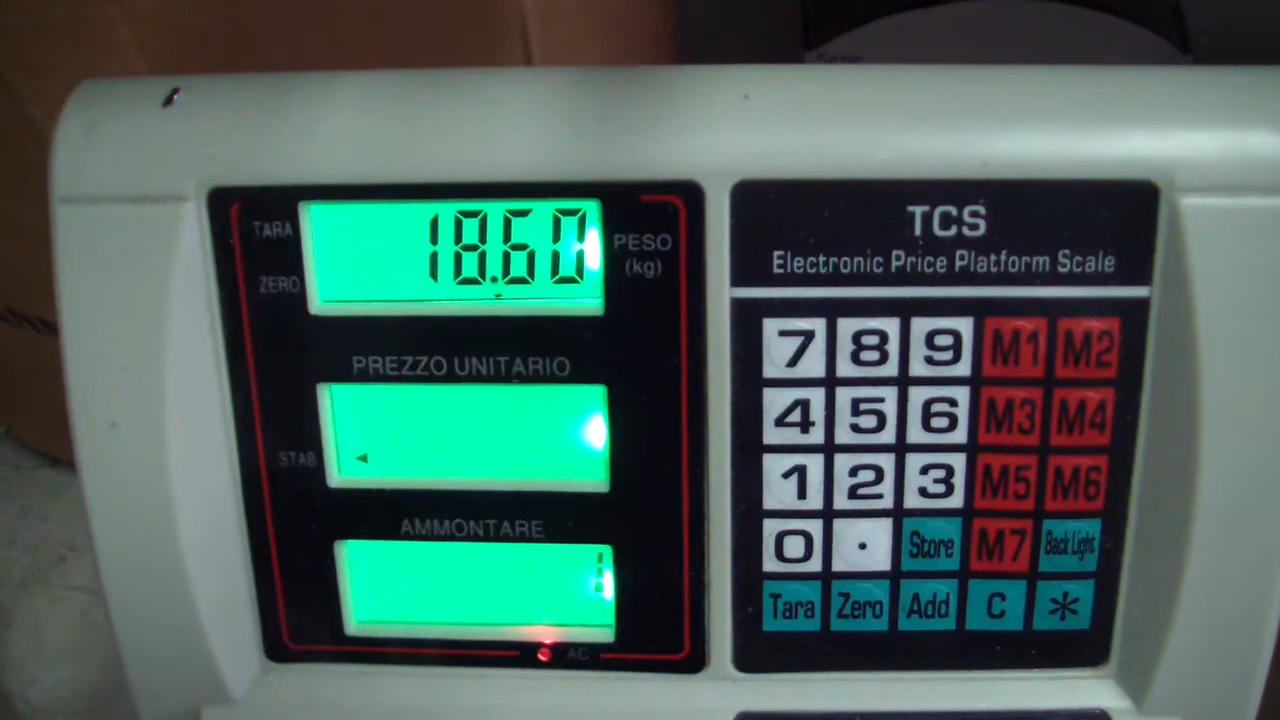 TARA
18.60
PESO
(kg)
ZERO
PREZZO UNITARIO
STAB
AMMONTARE
AC
TCS
Electronic Price Platform Scale
7 8 9 M1 M2
4 5 6 M3 M4
1 2 3 M5 M6
0 . Store M7 Back Light
Tara Zero Add C *